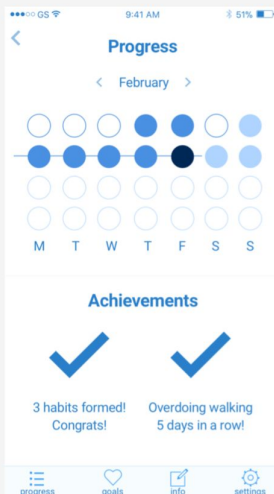 GS 9:41 AM 51%
Progress
< February >
M T W T F S S
Achievements
3 habits formed! Overdoing walking
Congrats! 5 days in a row!
progress goals info settings